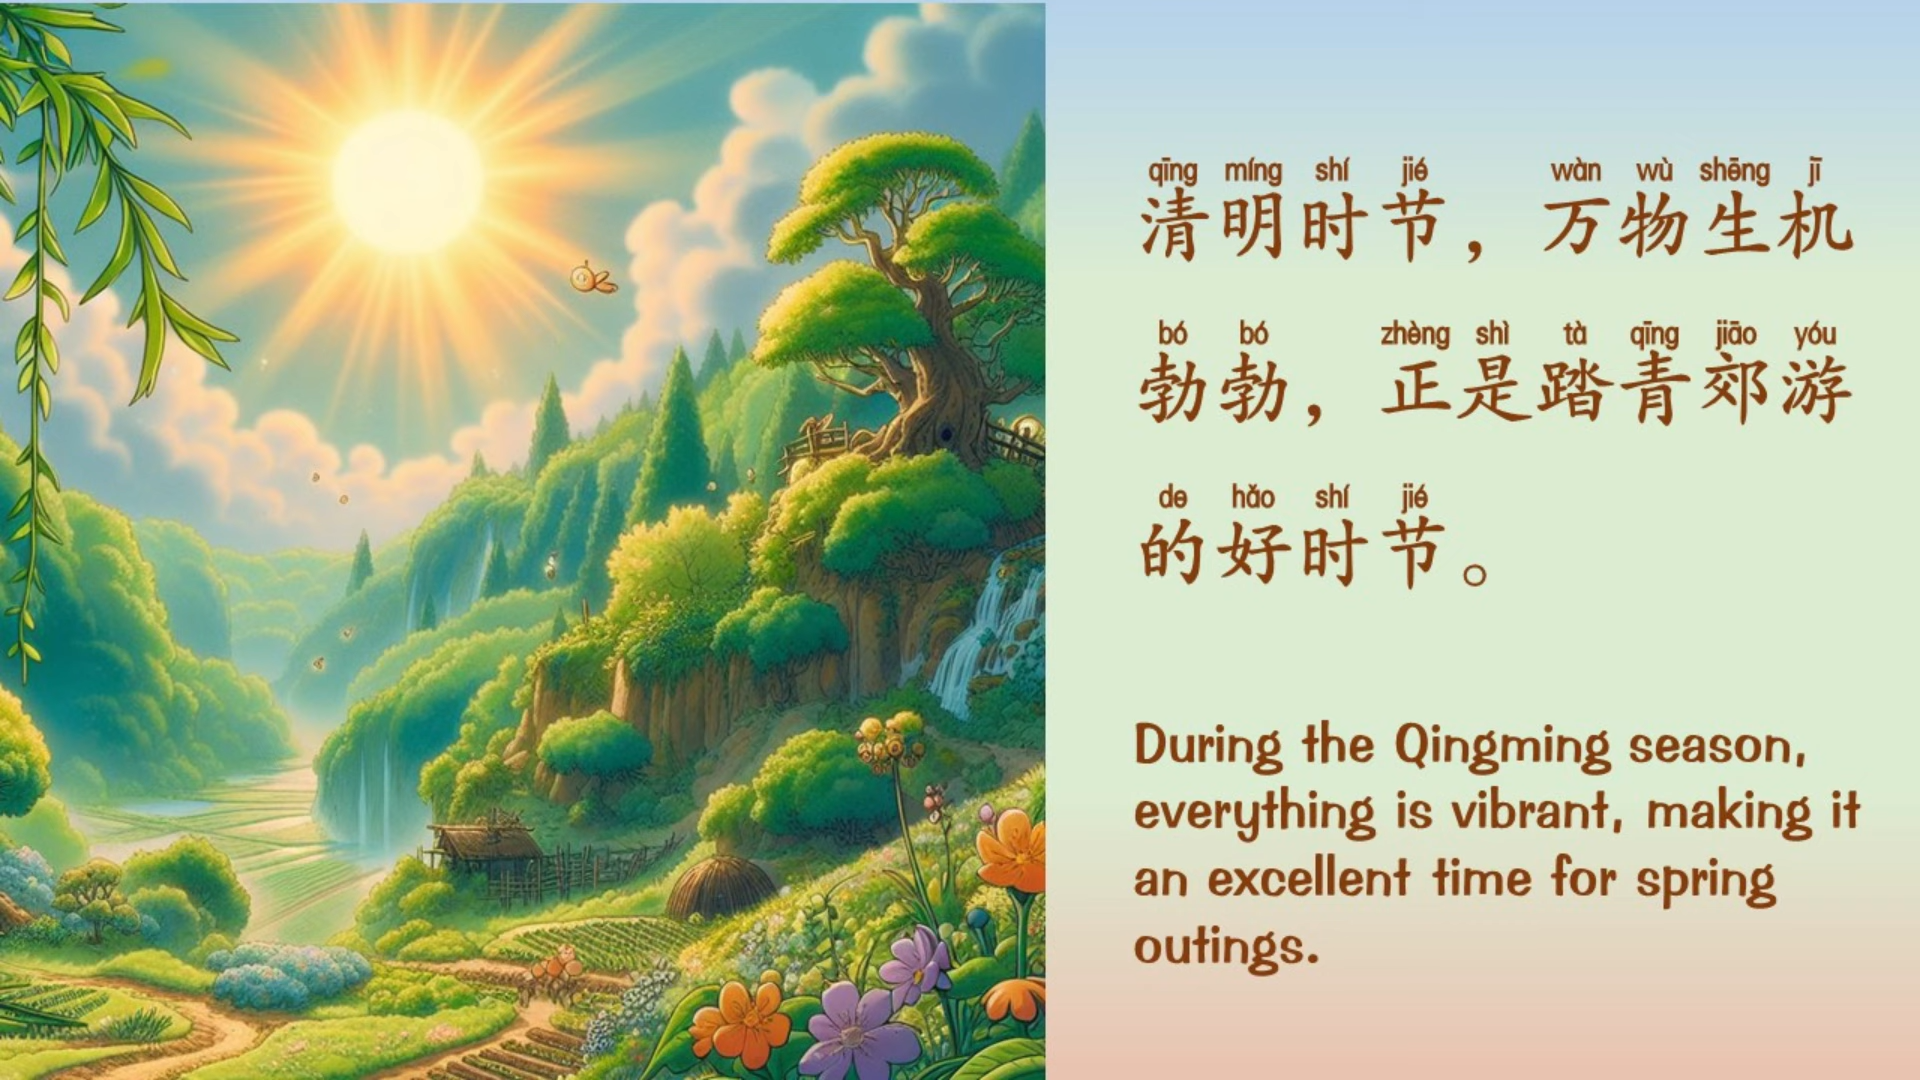 qīng míng shí jié wàn wù shēng jī
清明时节，万物生机
bó bó zhèng shì tà qīng jiāo yóu
勃勃，正是踏青郊游
de hǎo shí jié
的好时节。
During the Qingming season,
everything is vibrant, making it
an excellent time for spring
outings.